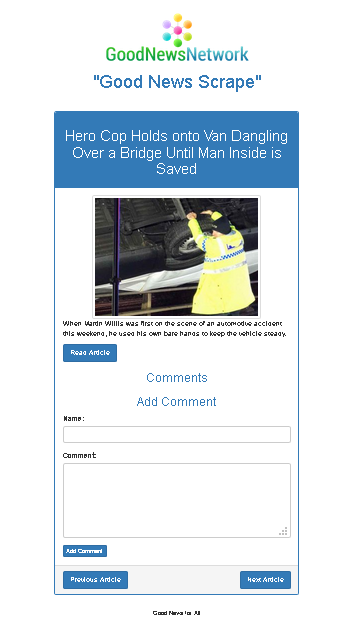 GoodNewsNetwork
"Good News Scrape"
Hero Cop Holds onto Van Dangling
Over a Bridge Until Man Inside is
Saved
When Martin Willis was first on the scene of an automotive accident
this weekend, he used his own bare hands to keep the vehicle steady.
Read Article
Comments
Add Comment
Name:
Comment:
Add Comment
Previous Article
Next Article
Good News for All